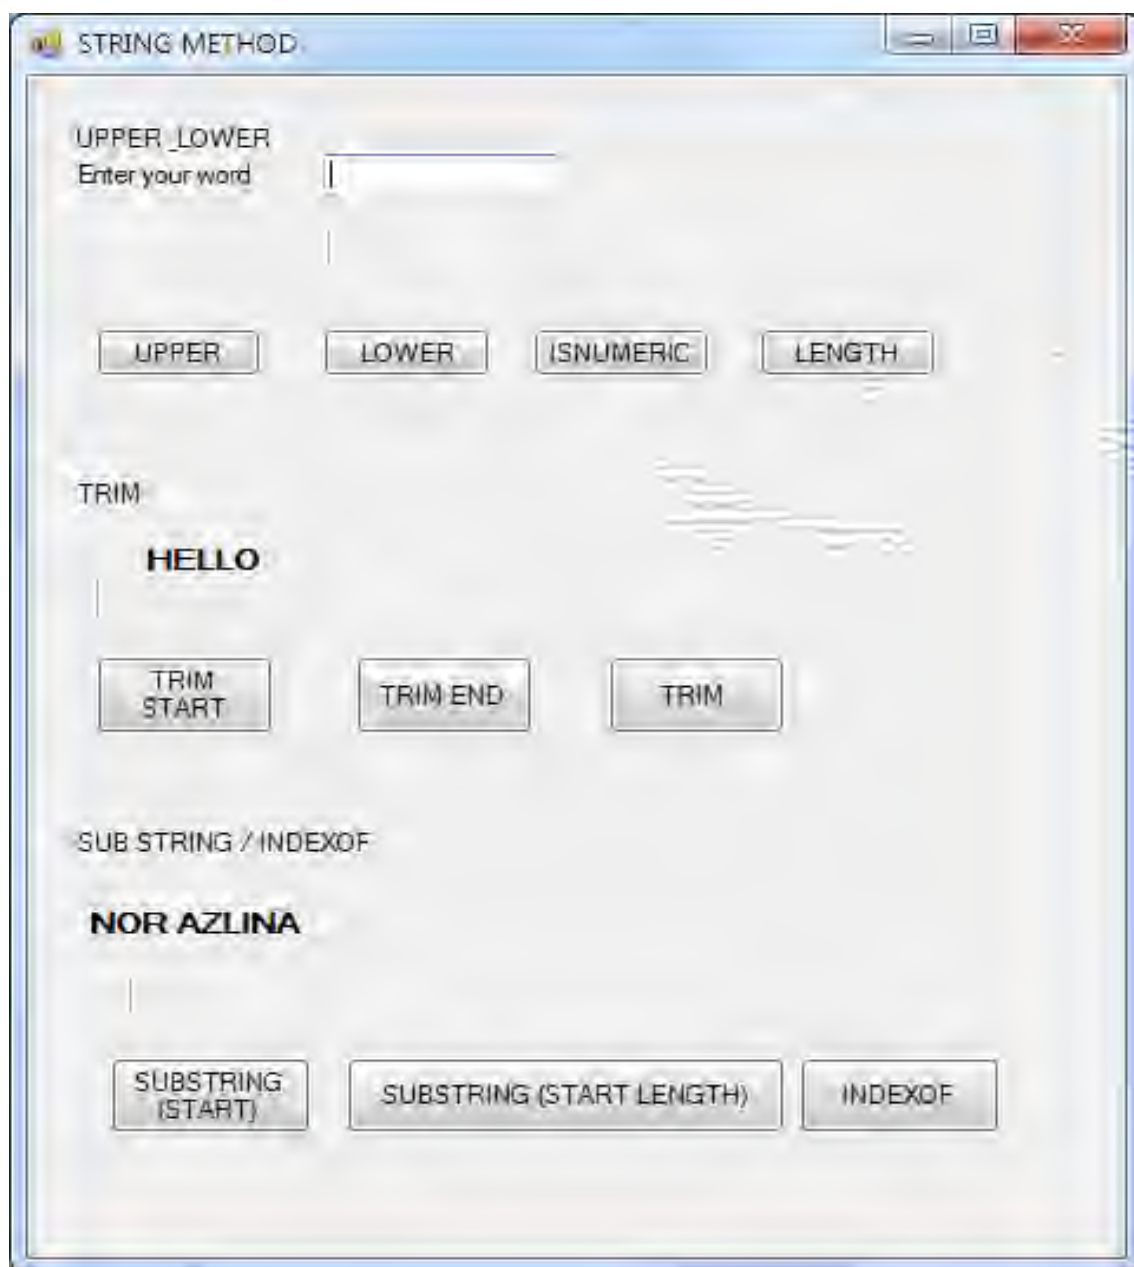 STRING METHOD
UPPER_LOWER
Enter your word
UPPER LOWER ISNUMERIC LENGTH
TRIM
HELLO
TRIM
START
TRIM END
TRIM
SUB STRING / INDEXOF
NOR AZLINA
SUBSTRING
(START)
SUBSTRING (START LENGTH)
INDEXOF